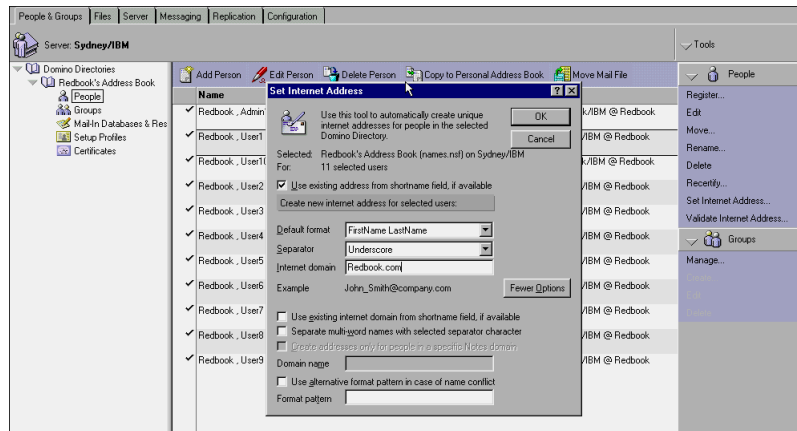 People & Groups Files Server Messaging Replication Configuration
Server: Sydney/IBM
Tools
Domino Directories
Redbook's Address Book
People
Groups
Mail-In Databases & Res
Setup Profiles
Certificates
Add Person Edit Person Delete Person Copy to Personal Address Book Move Mail File
Name
Redbook , Admin
Redbook , User1
Redbook , User1
Redbook , User2
Redbook , User3
Redbook , User4
Redbook , User5
Redbook , User6
Redbook , User7
Redbook , User8
Redbook , User9
Set Internet Address
Use this tool to automatically create unique
internet addresses for people in the selected
Domino Directory.
OK
Cancel
Selected: Redbook's Address Book (names.nsf) on Sydney/IBM
For: 11 selected users
Use existing address from shortname field, if available
Create new internet address for selected users:
Default format FirstName LastName
Separator Underscore
Internet domain Redbook.com
Example John_Smith@company.com Fewer Options
Use existing internet domain from shortname field, if available
Separate multi-word names with selected separator character
Create addresses only for people in a specific Notes domain
Domain name
Use alternative format pattern in case of name conflict
Format pattern
k/IBM @ Redbook
/IBM @ Redbook
k/IBM @ Redbook
/IBM @ Redbook
/IBM @ Redbook
/IBM @ Redbook
/IBM @ Redbook
/IBM @ Redbook
/IBM @ Redbook
/IBM @ Redbook
/IBM @ Redbook
People
Register...
Edit
Move...
Rename...
Delete
Recertify...
Set Internet Address...
Validate Internet Address...
Groups
Manage...
Create...
Edit
Delete